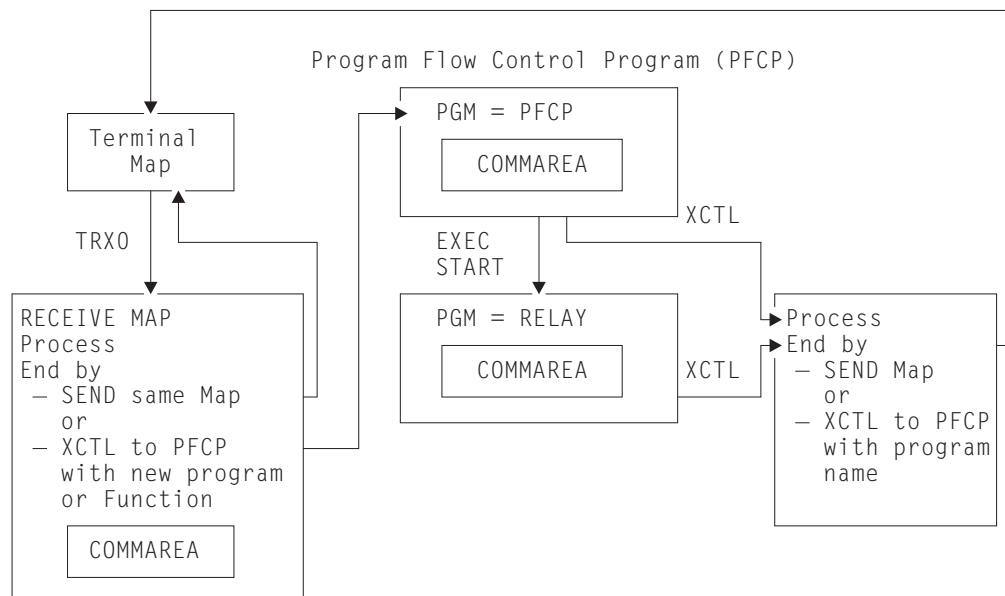 Program Flow Control Program (PFCP)
Terminal
Map
TRX0
RECEIVE MAP
Process
End by
– SEND same Map
or
– XCTL to PFCP
with new program
or Function
COMMAREA
PGM = PFCP
COMMAREA
EXEC
START
XCTL
PGM = RELAY
COMMAREA
XCTL
Process
End by
– SEND Map
or
– XCTL to PFCP
with program
name